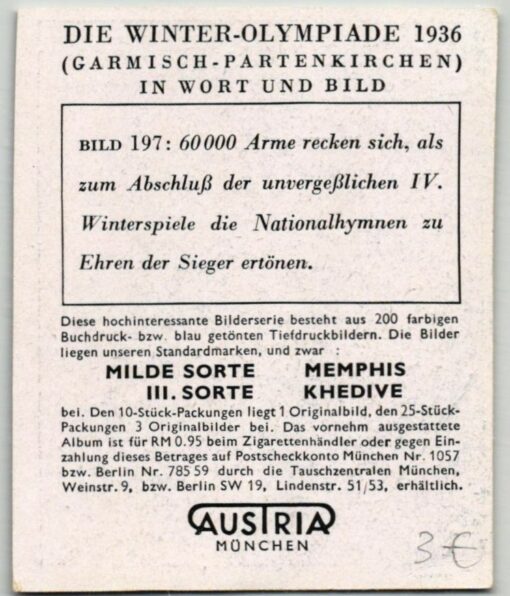 DIE WINTER-OLYMPIADE 1936
(GARMISCH-PARTENKIRCHEN)
IN WORT UND BILD
BILD 197: 60000 Arme recken sich, als
zum Abschluß der unvergeßlichen IV.
Winterspiele die Nationalhymnen zu
Ehren der Sieger ertönen.
Diese hochinteressante Bilderserie besteht aus 200 farbigen
Buchdruck- bzw. blau getönten Tiefdruckbildern. Die Bilder
liegen unseren Standardmarken, und zwar :
MILDE SORTE MEMPHIS
III. SORTE KHEDIVE
bei. Den 10-Stück-Packungen liegt 1 Originalbild, den 25-Stück-
Packungen 3 Originalbilder bei. Das vornehm ausgestattete
Album ist für RM 0.95 beim Zigarettenhändler oder gegen Ein-
zahlung dieses Betrages auf Postscheckkonto München Nr. 1057
bzw. Berlin Nr. 785 59 durch die Tauschzentralen München,
Weinstr. 9, bzw. Berlin SW 19, Lindenstr. 51/53, erhältlich.
AUSTRIA
MÜNCHEN
3€